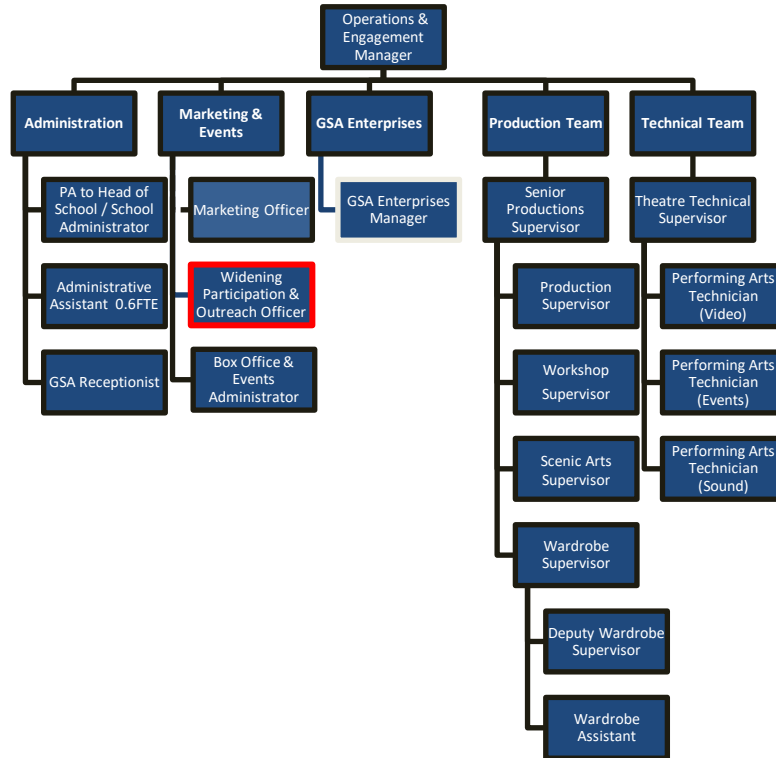 Operations &
Engagement
Manager
Administration
Marketing &
Events
GSA Enterprises
Production Team
Technical Team
PA to Head of
School / School
Administrator
Marketing Officer
GSA Enterprises
Manager
Senior
Productions
Supervisor
Theatre Technical
Supervisor
Administrative
Assistant 0.6FTE
Widening
Participation &
Outreach Officer
Production
Supervisor
Performing Arts
Technician
(Video)
GSA Receptionist
Box Office &
Events
Administrator
Workshop
Supervisor
Performing Arts
Technician
(Events)
Scenic Arts
Supervisor
Performing Arts
Technician
(Sound)
Wardrobe
Supervisor
Deputy Wardrobe
Supervisor
Wardrobe
Assistant